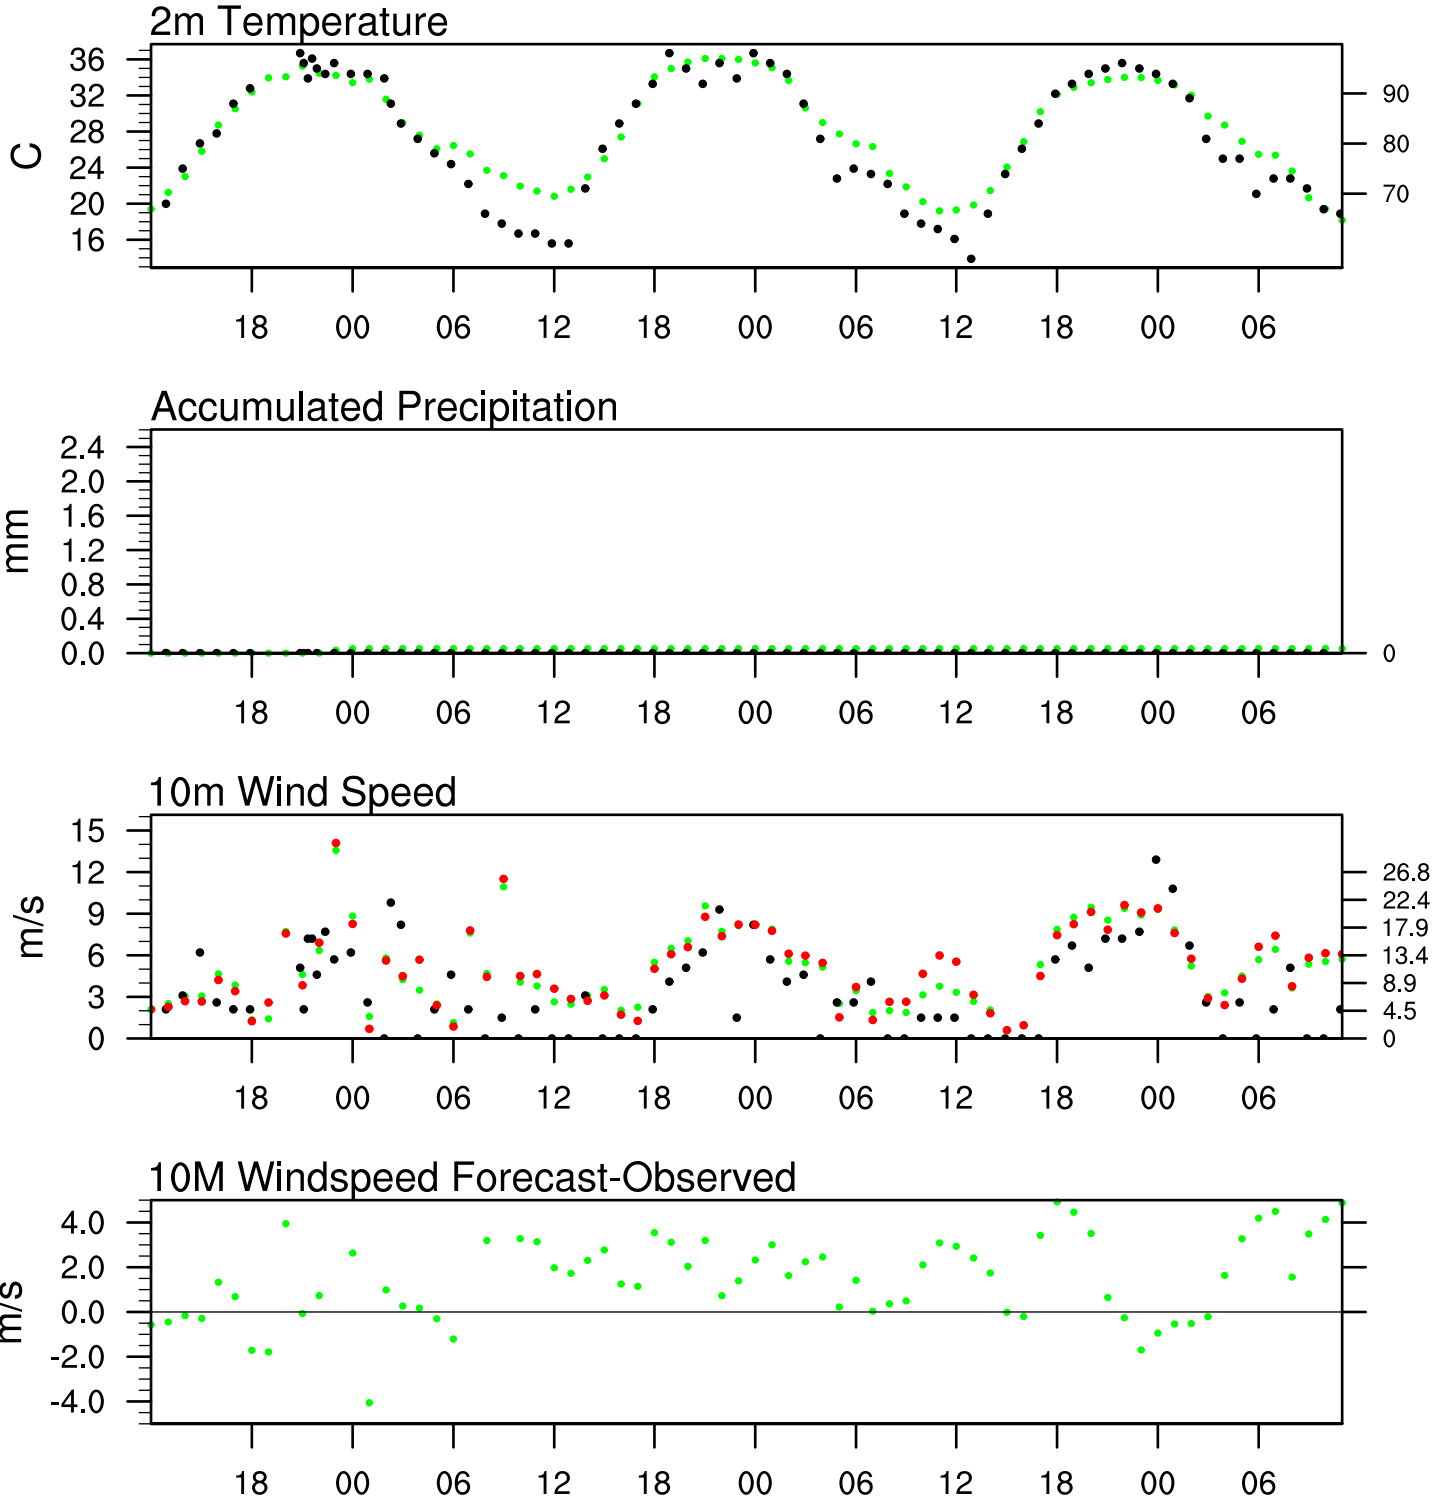 2m Temperature
36
32
28
24
20
16
C
90
80
70
18 00 06 12 18 00 06 12 18 00 06
Accumulated Precipitation
2.4
2.0
1.6
1.2
0.8
0.4
0.0
mm
0
18 00 06 12 18 00 06 12 18 00 06
10m Wind Speed
15
12
9
6
3
0
m/s
26.8
22.4
17.9
13.4
8.9
4.5
0
18 00 06 12 18 00 06 12 18 00 06
10M Windspeed Forecast-Observed
4.0
2.0
0.0
-2.0
-4.0
m/s
18 00 06 12 18 00 06 12 18 00 06